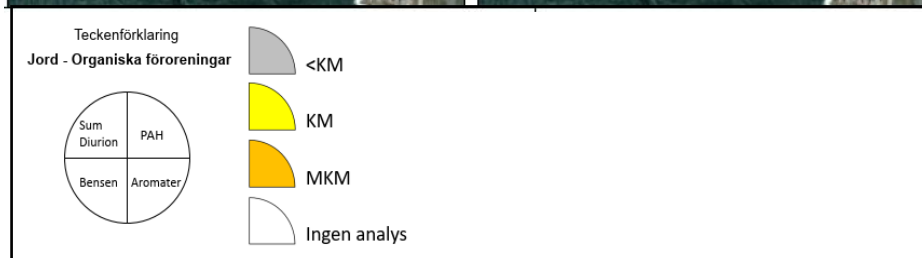 Teckenförklaring
Jord - Organiska föroreningar
Sum
Diurion
PAH
Bensen
Aromater
<KM
KM
MKM
Ingen analys